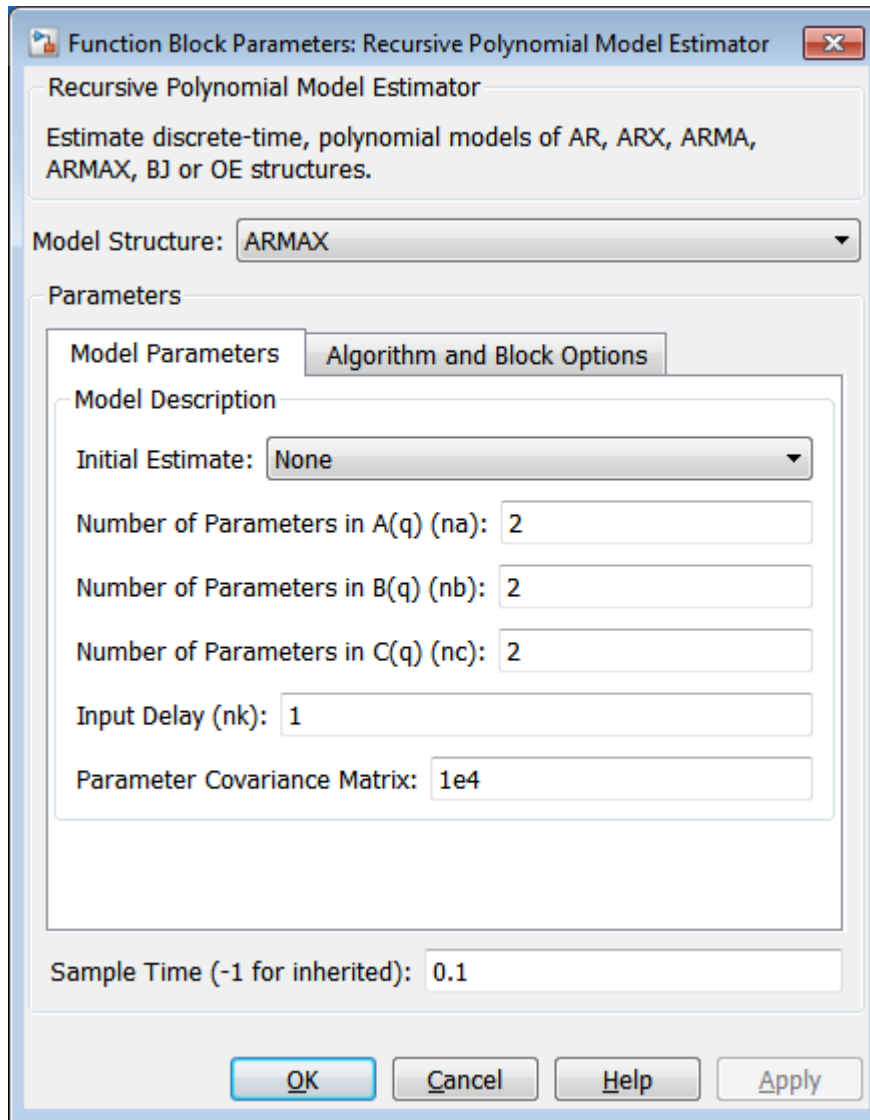 Function Block Parameters: Recursive Polynomial Model Estimator
Recursive Polynomial Model Estimator
Estimate discrete-time, polynomial models of AR, ARX, ARMA,
ARMAX, BJ or OE structures.
Model Structure: ARMAX
Parameters
Model Parameters Algorithm and Block Options
Model Description
Initial Estimate: None
Number of Parameters in A(q) (na): 2
Number of Parameters in B(q) (nb): 2
Number of Parameters in C(q) (nc): 2
Input Delay (nk): 1
Parameter Covariance Matrix: 1e4
Sample Time (-1 for inherited): 0.1
OK Cancel Help Apply